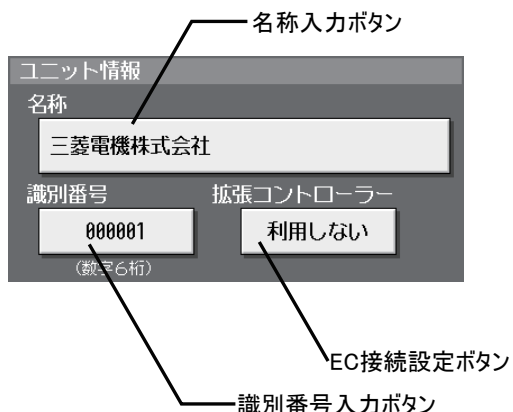 名称入力ボタン
ユニット情報
名称
三菱電機株式会社
識別番号 拡張コントローラー
000001 利用しない
(数字6桁)
EC接続設定ボタン
識別番号入力ボタン